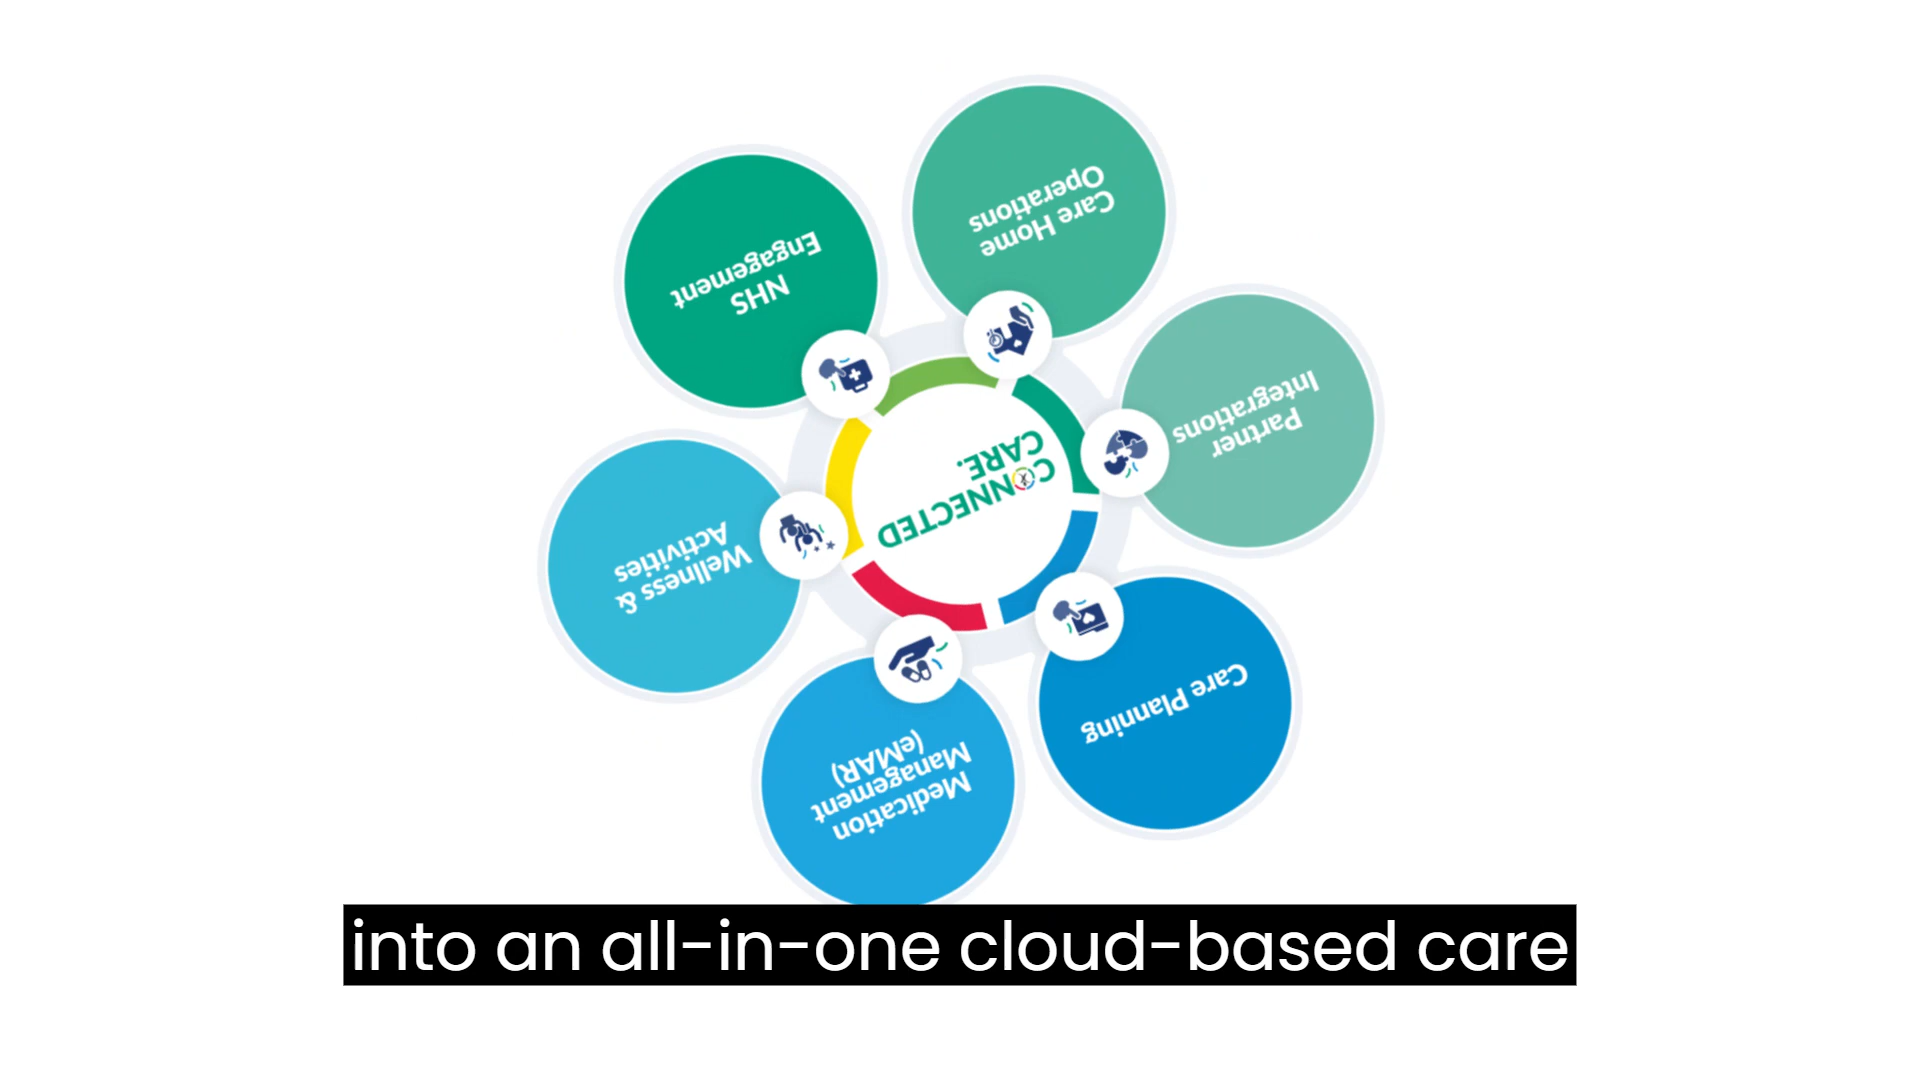 Care Home
Operations
NHS
Engagement
Partner
Integrations
CONNECTED
CARE.
Wellness &
Activities
Care Planning
Medication
Management
(eMAR)
into an all-in-one cloud-based care